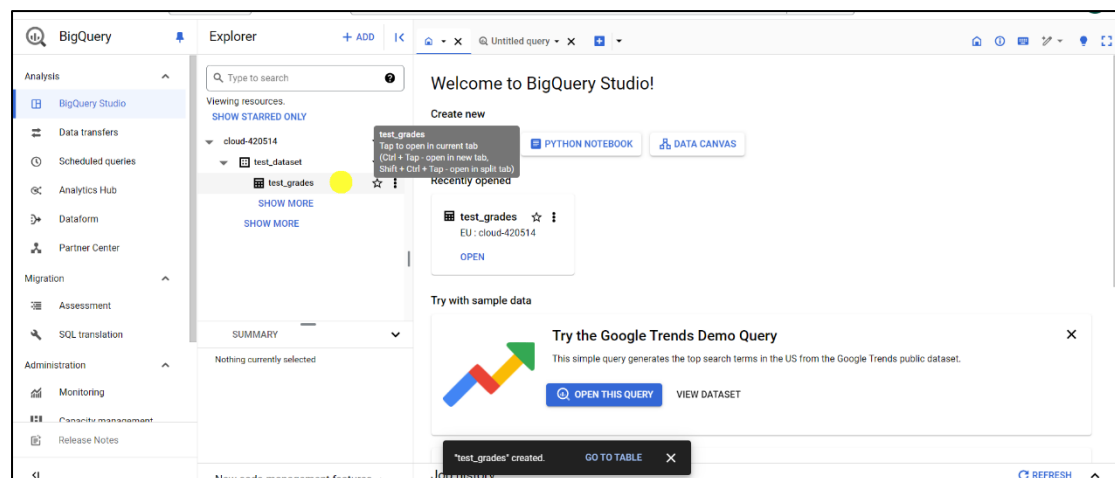 BigQuery
Analysis
BigQuery Studio
Data transfers
Scheduled queries
Analytics Hub
Dataform
Partner Center
Migration
Assessment
SQL translation
Administration
Monitoring
Capacity management
Release Notes
Explorer
+ ADD
Type to search
Viewing resources.
SHOW STARRED ONLY
cloud-420514
test_dataset
test_grades
SHOW MORE
SHOW MORE
test_grades
Tap to open in current tab
(Ctrl + Tap - open in new tab,
Shift + Ctrl + Tap - open in split tab)
SUMMARY
Nothing currently selected
Untitled query
Welcome to BigQuery Studio!
Create new
PYTHON NOTEBOOK
DATA CANVAS
Recently opened
test_grades
EU : cloud-420514
OPEN
Try with sample data
Try the Google Trends Demo Query
This simple query generates the top search terms in the US from the Google Trends public dataset.
OPEN THIS QUERY
VIEW DATASET
"test_grades" created.
GO TO TABLE
Job history
REFRESH